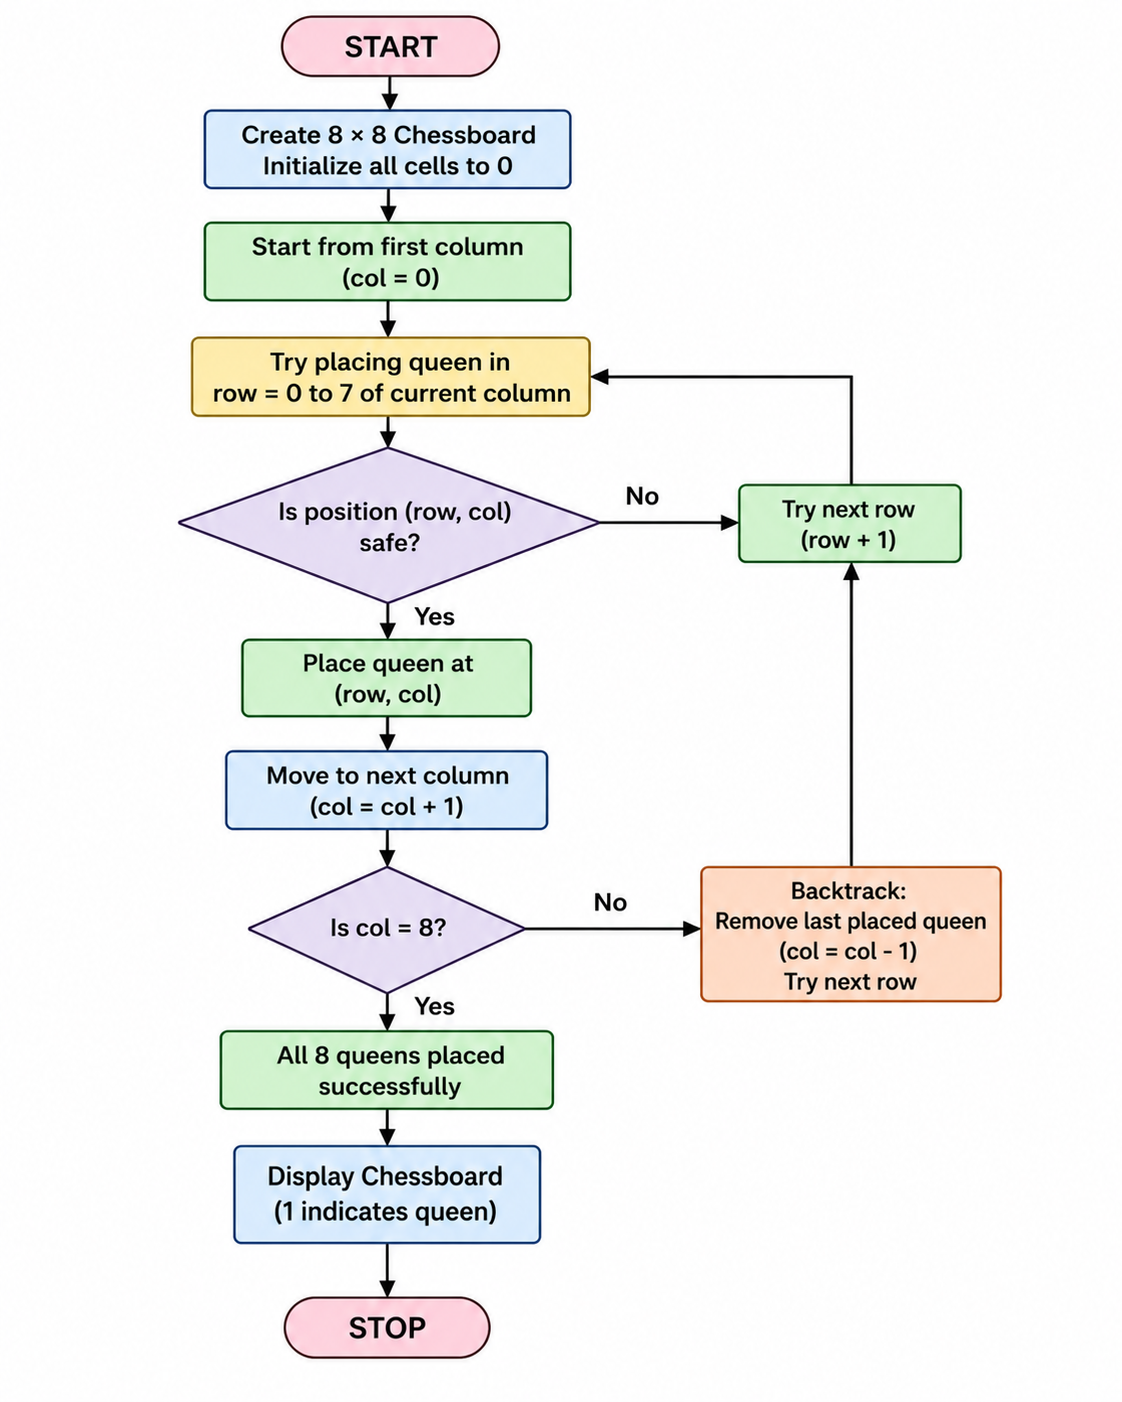 START
Create 8 × 8 Chessboard
Initialize all cells to 0
Start from first column
(col = 0)
Try placing queen in
row = 0 to 7 of current column
Is position (row, col)
safe?
No
Try next row
(row + 1)
Yes
Place queen at
(row, col)
Move to next column
(col = col + 1)
Is col = 8?
No
Backtrack:
Remove last placed queen
(col = col - 1)
Try next row
Yes
All 8 queens placed
successfully
Display Chessboard
(1 indicates queen)
STOP